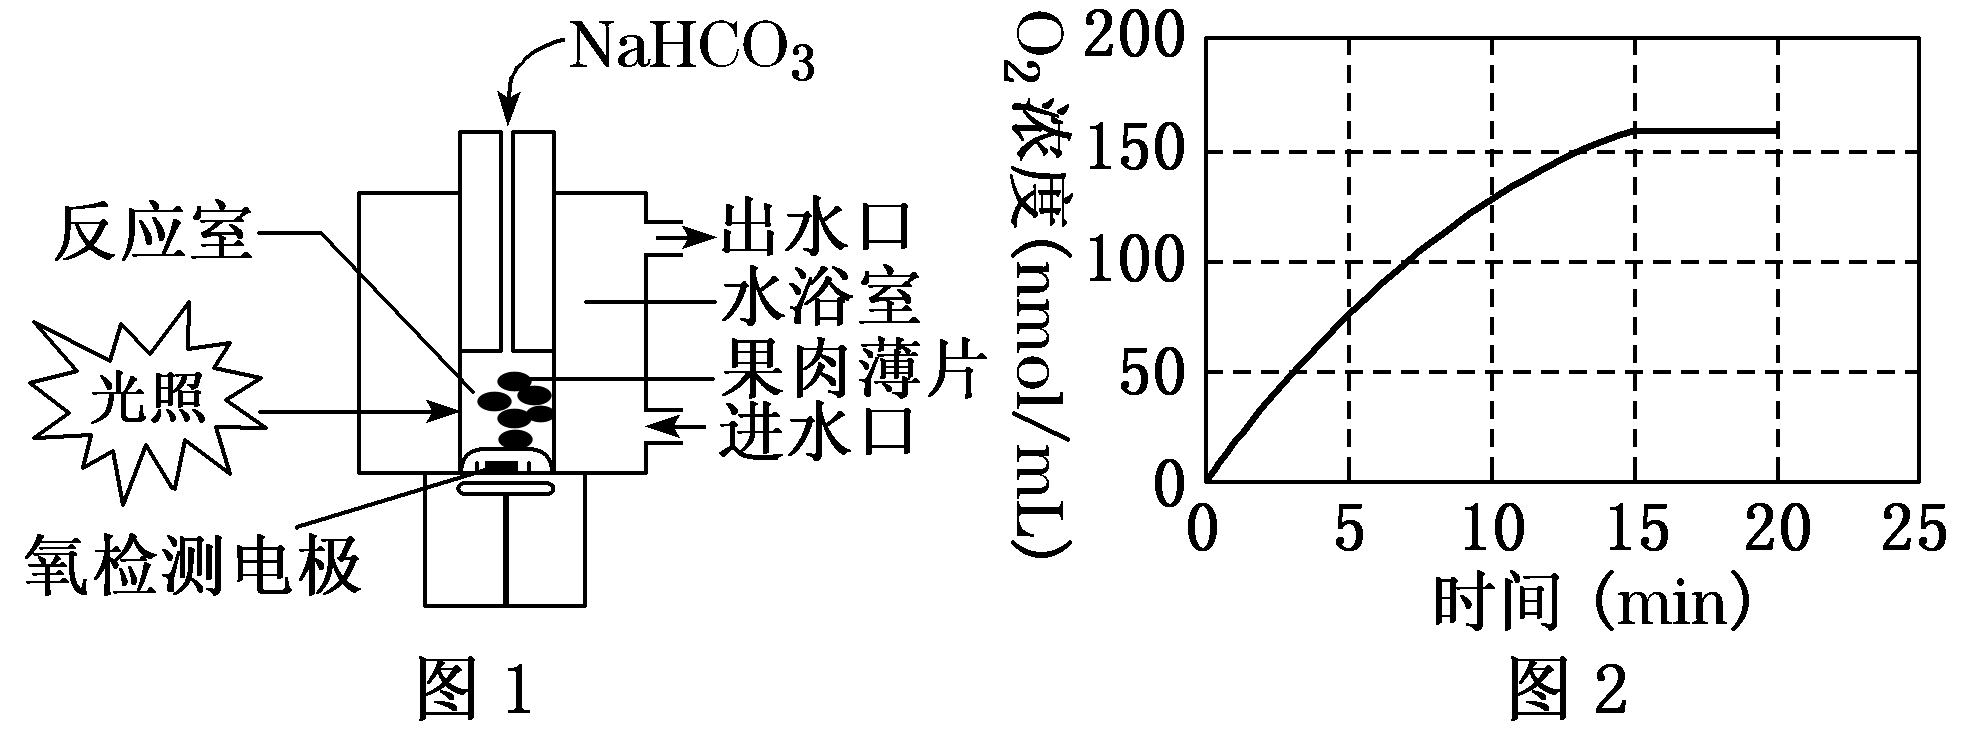 NaHCO₃
反应室
出水口
水浴室
光照
果肉薄片
进水口
氧检测电极
图1
O₂浓度(nmol/mL)
200
150
100
50
0
0 5 10 15 20 25
时间 (min)
图2